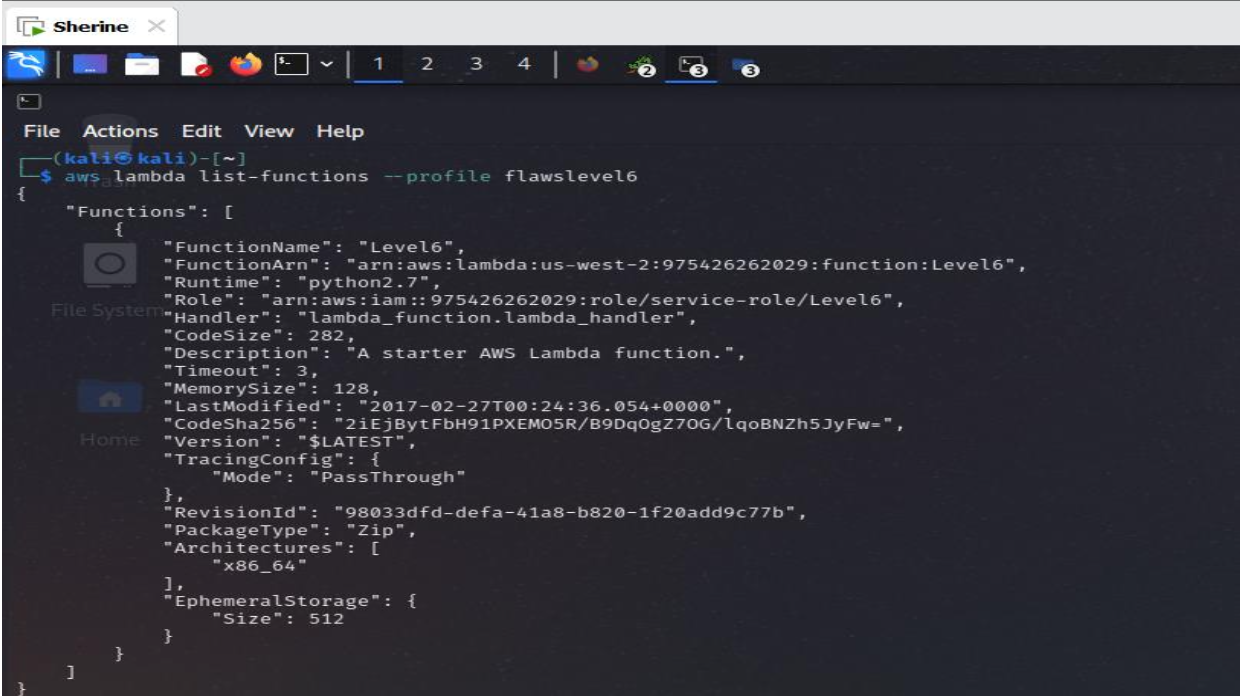 Sherine
1 2 3 4
2
3
3
File Actions Edit View Help
(kali㉿kali)-[~]
$ aws lambda list-functions --profile flawslevel6
Trash
{
"Functions": [
{
"FunctionName": "Level6",
"FunctionArn": "arn:aws:lambda:us-west-2:975426262029:function:Level6",
"Runtime": "python2.7",
"Role": "arn:aws:iam::975426262029:role/service-role/Level6",
File System
"Handler": "lambda_function.lambda_handler",
"CodeSize": 282,
"Description": "A starter AWS Lambda function.",
"Timeout": 3,
"MemorySize": 128,
"LastModified": "2017-02-27T00:24:36.054+0000",
"CodeSha256": "2iEjBytFbH91PXEMO5R/B9DqOgZ7OG/lqoBNZh5JyFw=",
Home
"Version": "$LATEST",
"TracingConfig": {
"Mode": "PassThrough"
},
"RevisionId": "98033dfd-defa-41a8-b820-1f20add9c77b",
"PackageType": "Zip",
"Architectures": [
"x86_64"
],
"EphemeralStorage": {
"Size": 512
}
}
]
}